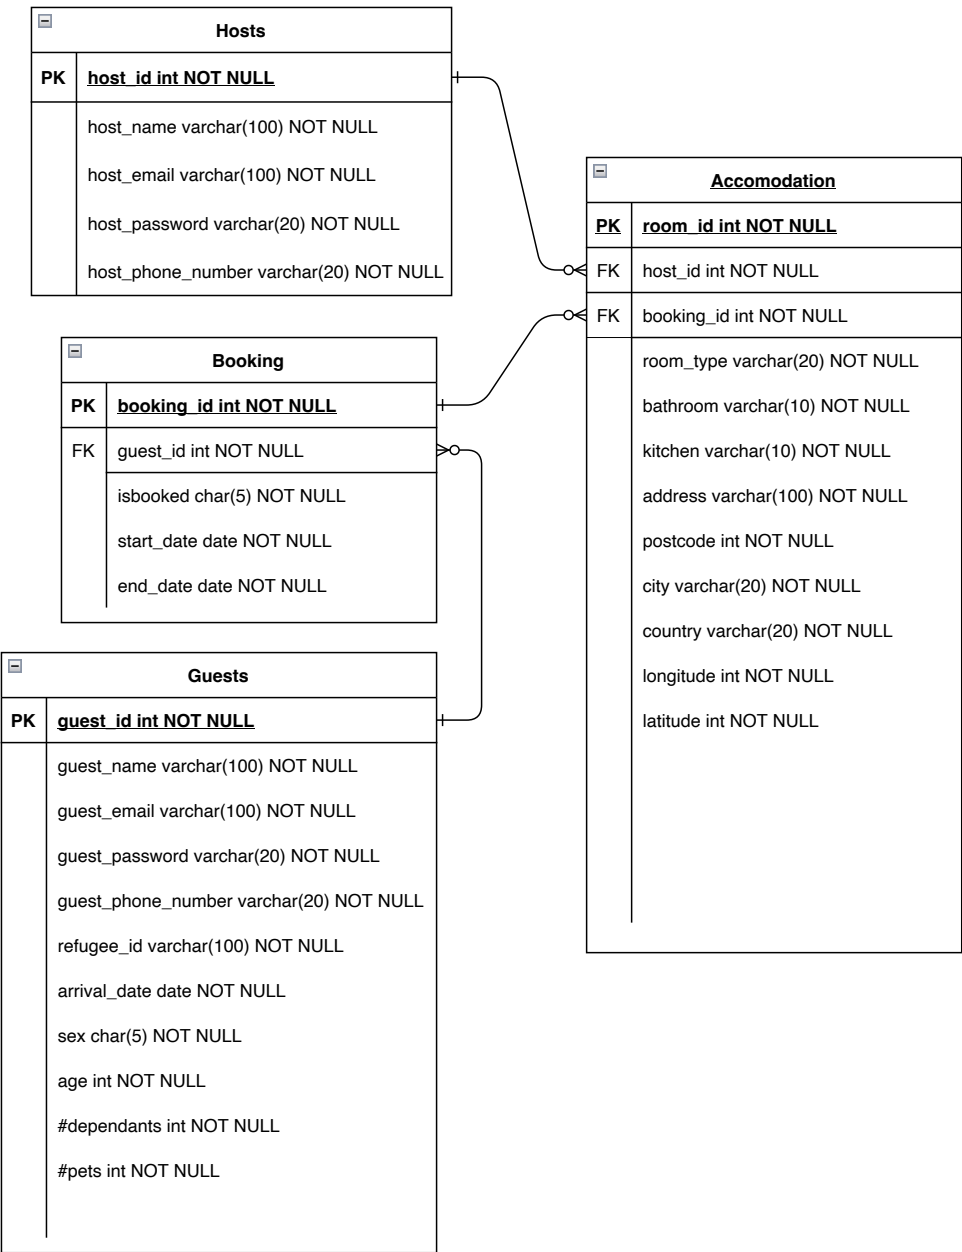 Hosts
PK host_id int NOT NULL
host_name varchar(100) NOT NULL
host_email varchar(100) NOT NULL
host_password varchar(20) NOT NULL
host_phone_number varchar(20) NOT NULL
Booking
PK booking_id int NOT NULL
FK guest_id int NOT NULL
isbooked char(5) NOT NULL
start_date date NOT NULL
end_date date NOT NULL
Guests
PK guest_id int NOT NULL
guest_name varchar(100) NOT NULL
guest_email varchar(100) NOT NULL
guest_password varchar(20) NOT NULL
guest_phone_number varchar(20) NOT NULL
refugee_id varchar(100) NOT NULL
arrival_date date NOT NULL
sex char(5) NOT NULL
age int NOT NULL
#dependants int NOT NULL
#pets int NOT NULL
Accomodation
PK room_id int NOT NULL
FK host_id int NOT NULL
FK booking_id int NOT NULL
room_type varchar(20) NOT NULL
bathroom varchar(10) NOT NULL
kitchen varchar(10) NOT NULL
address varchar(100) NOT NULL
postcode int NOT NULL
city varchar(20) NOT NULL
country varchar(20) NOT NULL
longitude int NOT NULL
latitude int NOT NULL